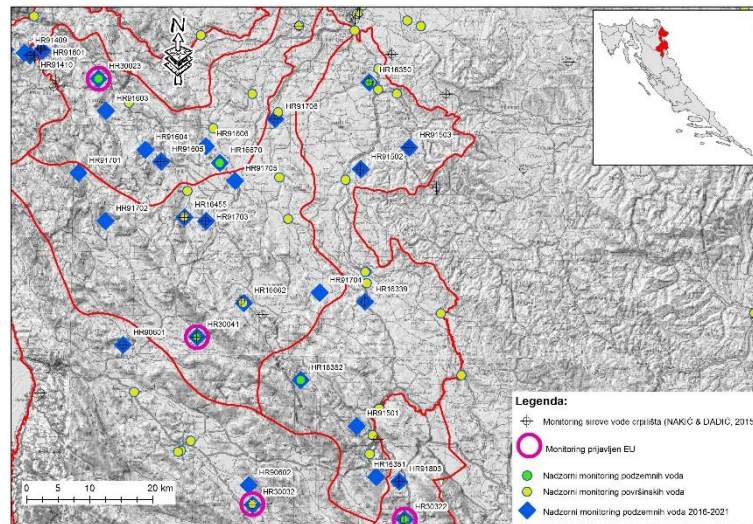 N
HR91409
HR91601
HR91410
HR30023
HR16350
HR91603
HR91706
HR91604
HR91606
HR91605
HR16670
HR91503
HR91502
HR91701
HR91705
HR91702
HR16455
HR91703
HR16062
HR91704
HR16339
HR30041
HR90601
HR16352
HR91501
HR90602
HR16351
HR91803
HR30032
HR30322
0 5 10 20 km
Legenda:
Monitoring sirove vode crpilišta (NAKIĆ & DADIĆ, 2015
Monitoring prijavljen EU
Nadzorni monitoring podzemnih voda
Nadzorni monitoring površinskih voda
Nadzorni monitoring podzemnih voda 2016-2021